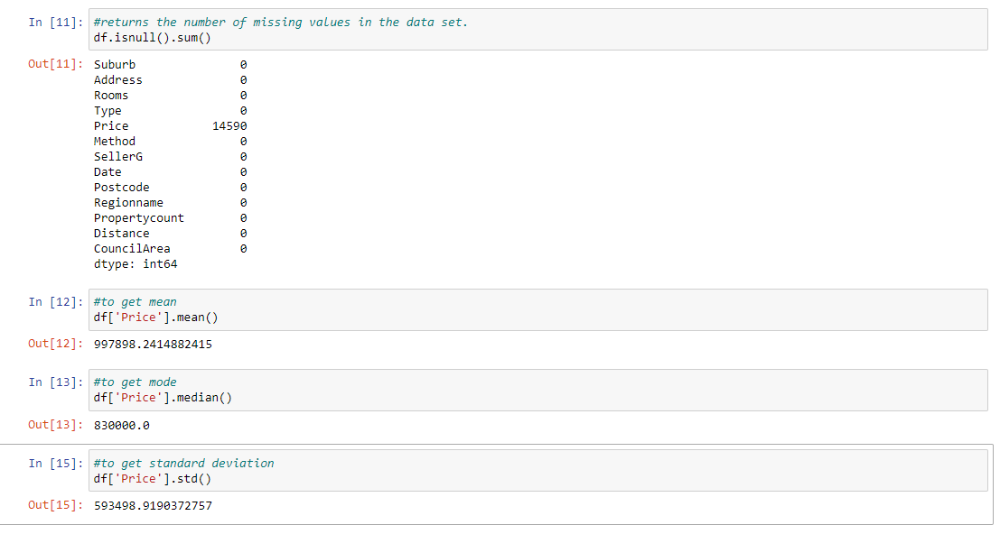 In [11]: #returns the number of missing values in the data set.
df.isnull().sum()
Out[11]: Suburb 0
Address 0
Rooms 0
Type 0
Price 14590
Method 0
SellerG 0
Date 0
Postcode 0
Regionname 0
Propertycount 0
Distance 0
CouncilArea 0
dtype: int64
In [12]: #to get mean
df['Price'].mean()
Out[12]: 997898.2414882415
In [13]: #to get mode
df['Price'].median()
Out[13]: 830000.0
In [15]: #to get standard deviation
df['Price'].std()
Out[15]: 593498.9190372757